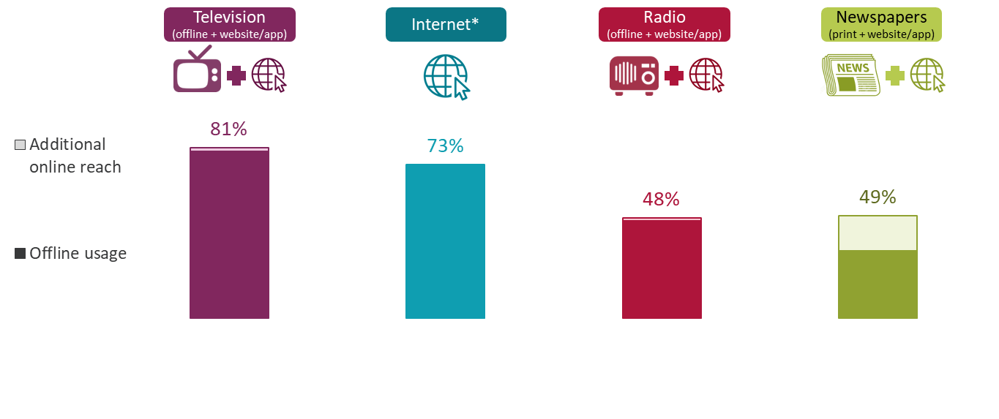 Television
(offline + website/app)
Internet*
Radio
(offline + website/app)
Newspapers
(print + website/app)
NEWS
81%
73%
48%
49%
Additional
online reach
Offline usage